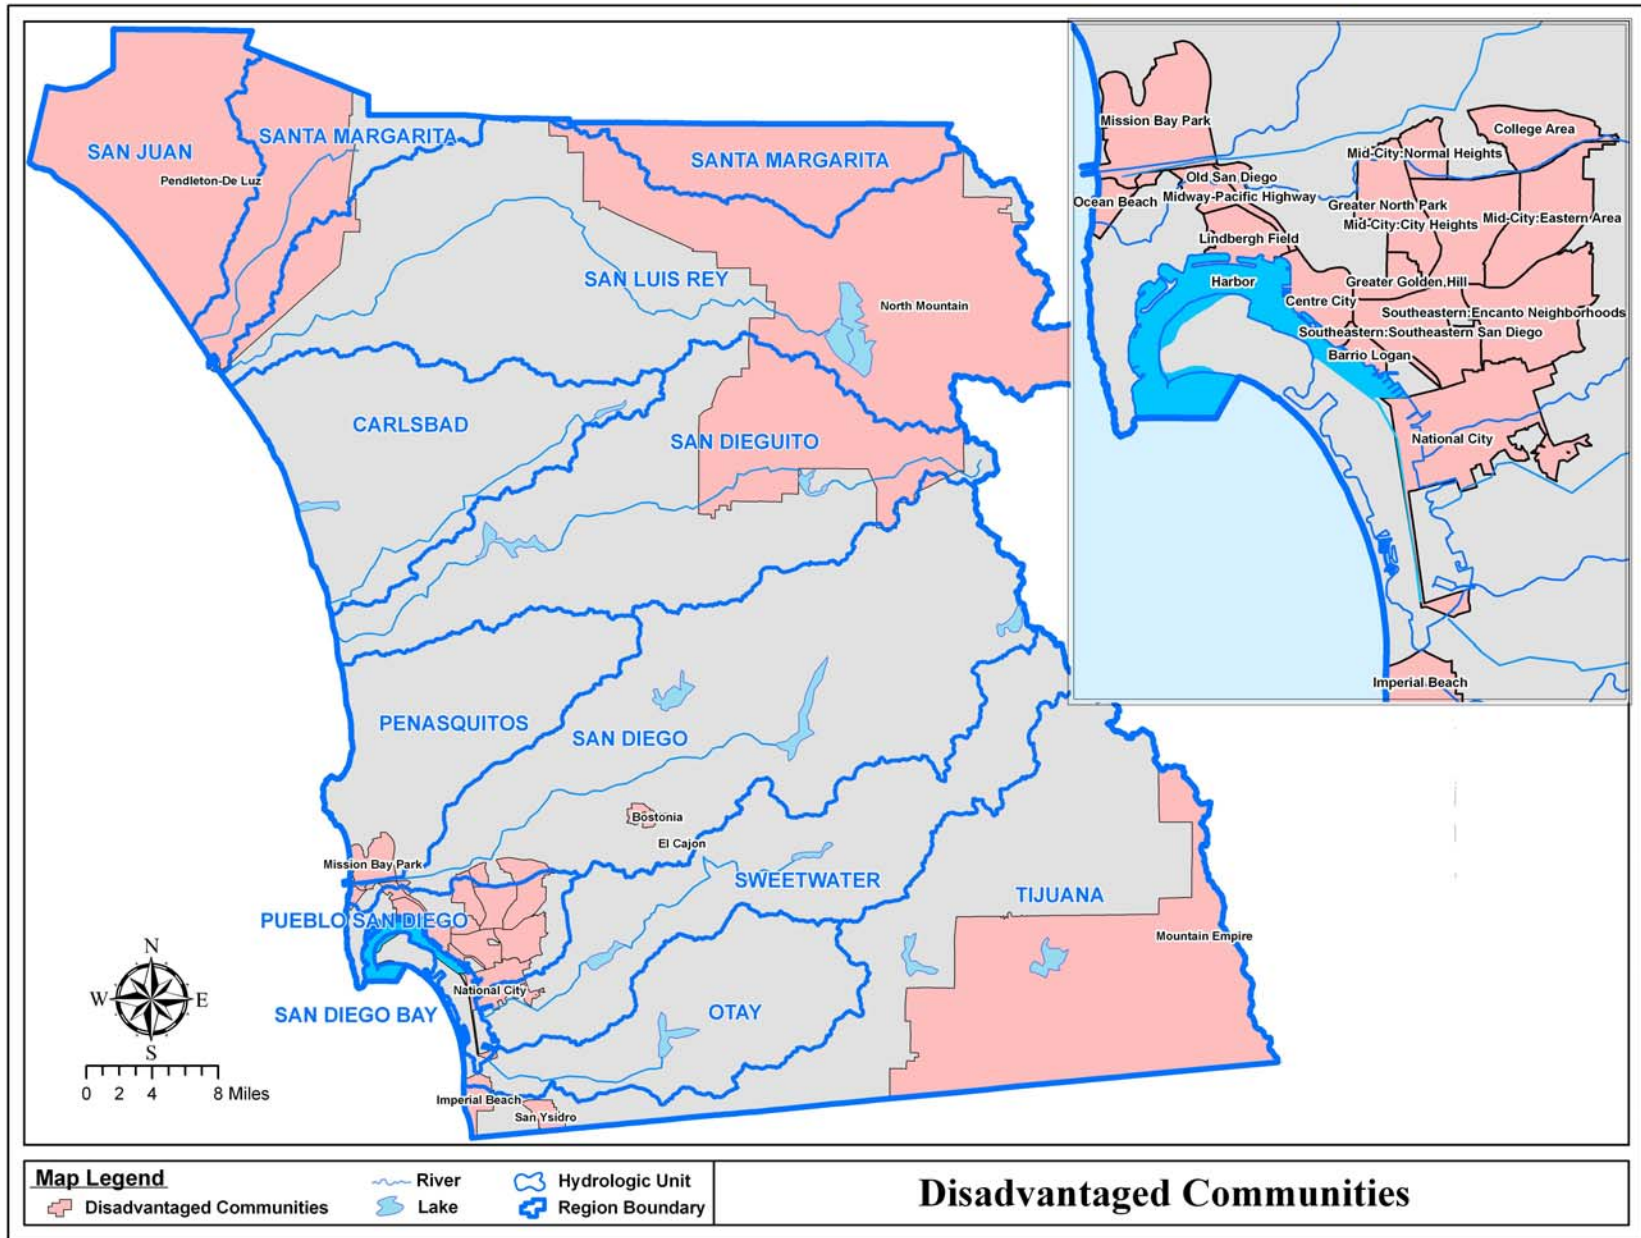 SAN JUAN
SANTA MARGARITA
Pendleton-De Luz
SANTA MARGARITA
SAN LUIS REY
North Mountain
CARLSBAD
SAN DIEGUITO
PENASQUITOS
SAN DIEGO
Bostonia
El Cajon
Mission Bay Park
SWEETWATER
TIJUANA
PUEBLO SAN DIEGO
Mountain Empire
National City
SAN DIEGO BAY
OTAY
Imperial Beach
San Ysidro
N
W E
S
0 2 4 8 Miles
Mission Bay Park
College Area
Mid-City:Normal Heights
Old San Diego
Ocean Beach
Midway-Pacific Highway
Greater North Park
Mid-City:Eastern Area
Mid-City:City Heights
Lindbergh Field
Harbor
Greater Golden Hill
Centre City
Southeastern:Encanto Neighborhoods
Southeastern:Southeastern San Diego
Barrio Logan
National City
Imperial Beach
Map Legend
Disadvantaged Communities
River
Lake
Hydrologic Unit
Region Boundary
Disadvantaged Communities